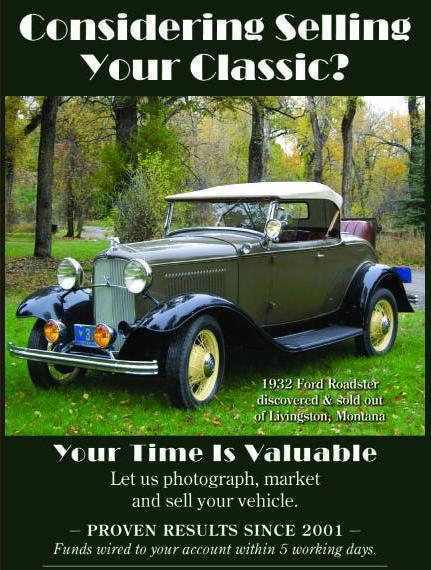 Considering Selling
Your Classic?
1932 Ford Roadster
discovered & sold out
of Livingston, Montana
Your Time Is Valuable
Let us photograph, market
and sell your vehicle.
– PROVEN RESULTS SINCE 2001 –
Funds wired to your account within 5 working days.